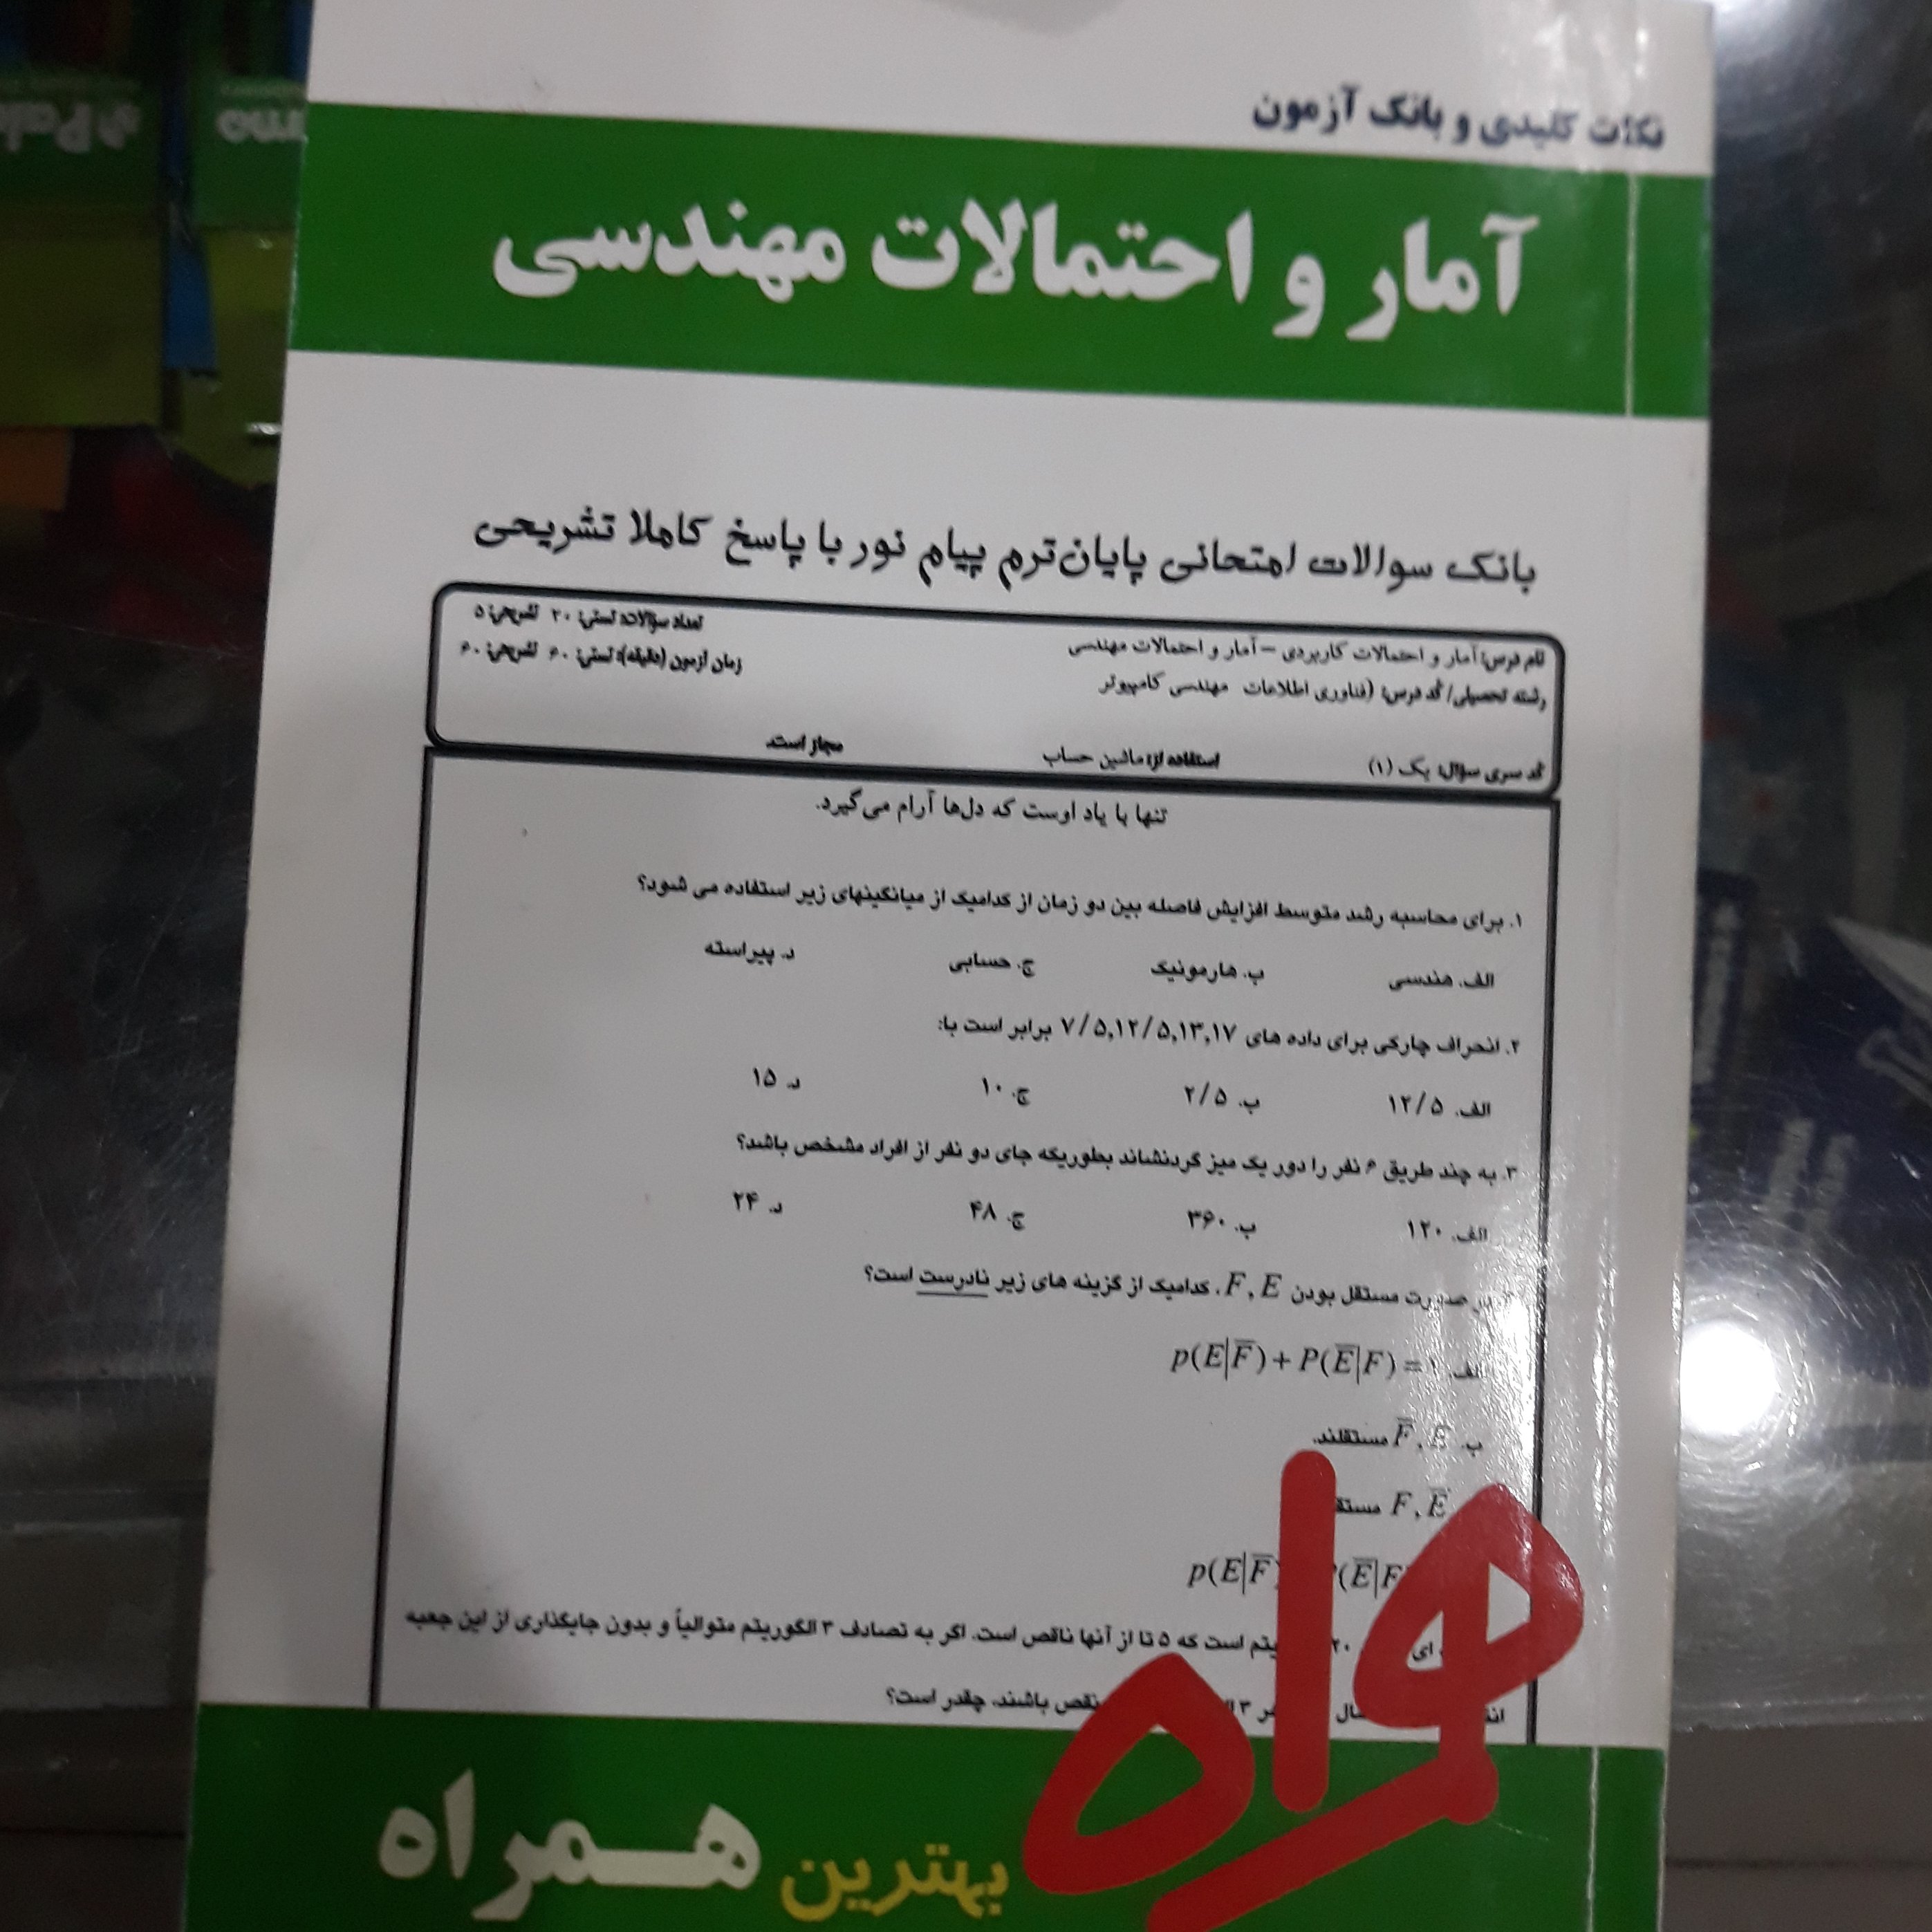 نکات کلیدی و بانک آزمون
آمار و احتمالات مهندسی
بانک سوالات امتحانی پایان‌ترم پیام نور با پاسخ کاملا تشریحی
تعداد سؤالات: تستی: ۲۰ تشریحی: ۵
نام درس: آمار و احتمالات کاربردی – آمار و احتمالات مهندسی
زمان آزمون (دقیقه): تستی: ۶۰ تشریحی: ۶۰
رشته تحصیلی/ کد درس: (فناوری اطلاعات مهندسی کامپیوتر
کد سری سؤال: یک (۱) استفاده از: ماشین حساب مجاز است.
تنها با یاد اوست که دل‌ها آرام می‌گیرد.
۱. برای محاسبه رشد متوسط افزایش فاصله بین دو زمان از کدامیک از میانگینهای زیر استفاده می شود؟
الف. هندسی ب. هارمونیک ج. حسابی د. پیراسته
۲. انحراف چارکی برای داده های ۷/۵,۱۲/۵,۱۳,۱۷ برابر است با:
الف. ۱۲/۵ ب. ۲/۵ ج. ۱۰ د. ۱۵
۳. به چند طریق ۶ نفر را دور یک میز گردنشاند بطوریکه جای دو نفر از افراد مشخص باشد؟
الف. ۱۲۰ ب. ۳۶۰ ج. ۴۸ د. ۲۴
صورت مستقل بودن F, E، کدامیک از گزینه های زیر نادرست است؟
الف. p(E|F̅) + P(E̅|F) = ۱
ب. F̅, E مستقلند.
F, E̅
p(E|F̅) (E̅|F
ای ۲۰ است که ۵ تا از آنها ناقص است. اگر به تصادف ۳ الگوریتم متوالیاً و بدون جایگذاری از این جعبه
۳ باشند، چقدر است؟
همراه
بهترین همراه